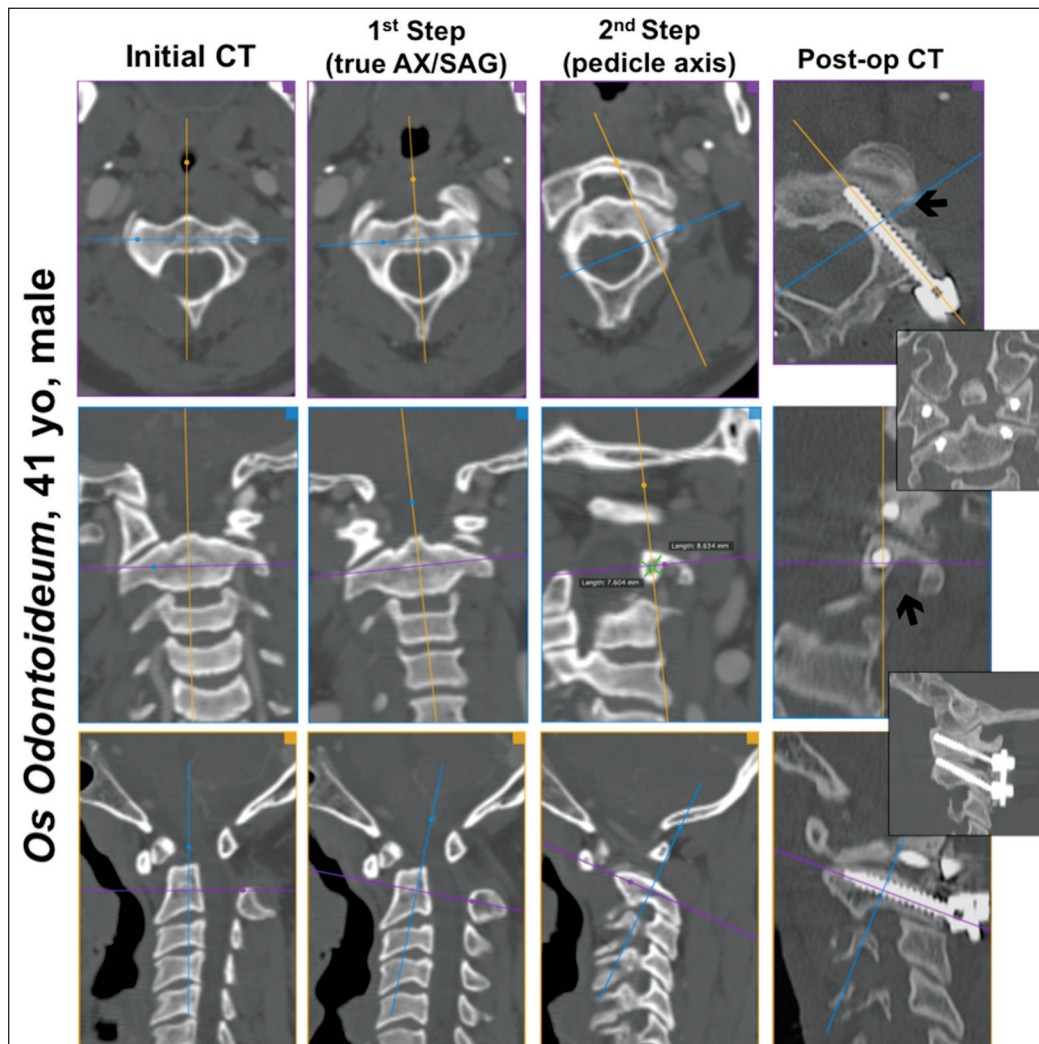 Initial CT
1st Step
(true AX/SAG)
2nd Step
(pedicle axis)
Post-op CT
Os Odontoideum, 41 yo, male
Length: 8.634 mm
Length: 7.604 mm